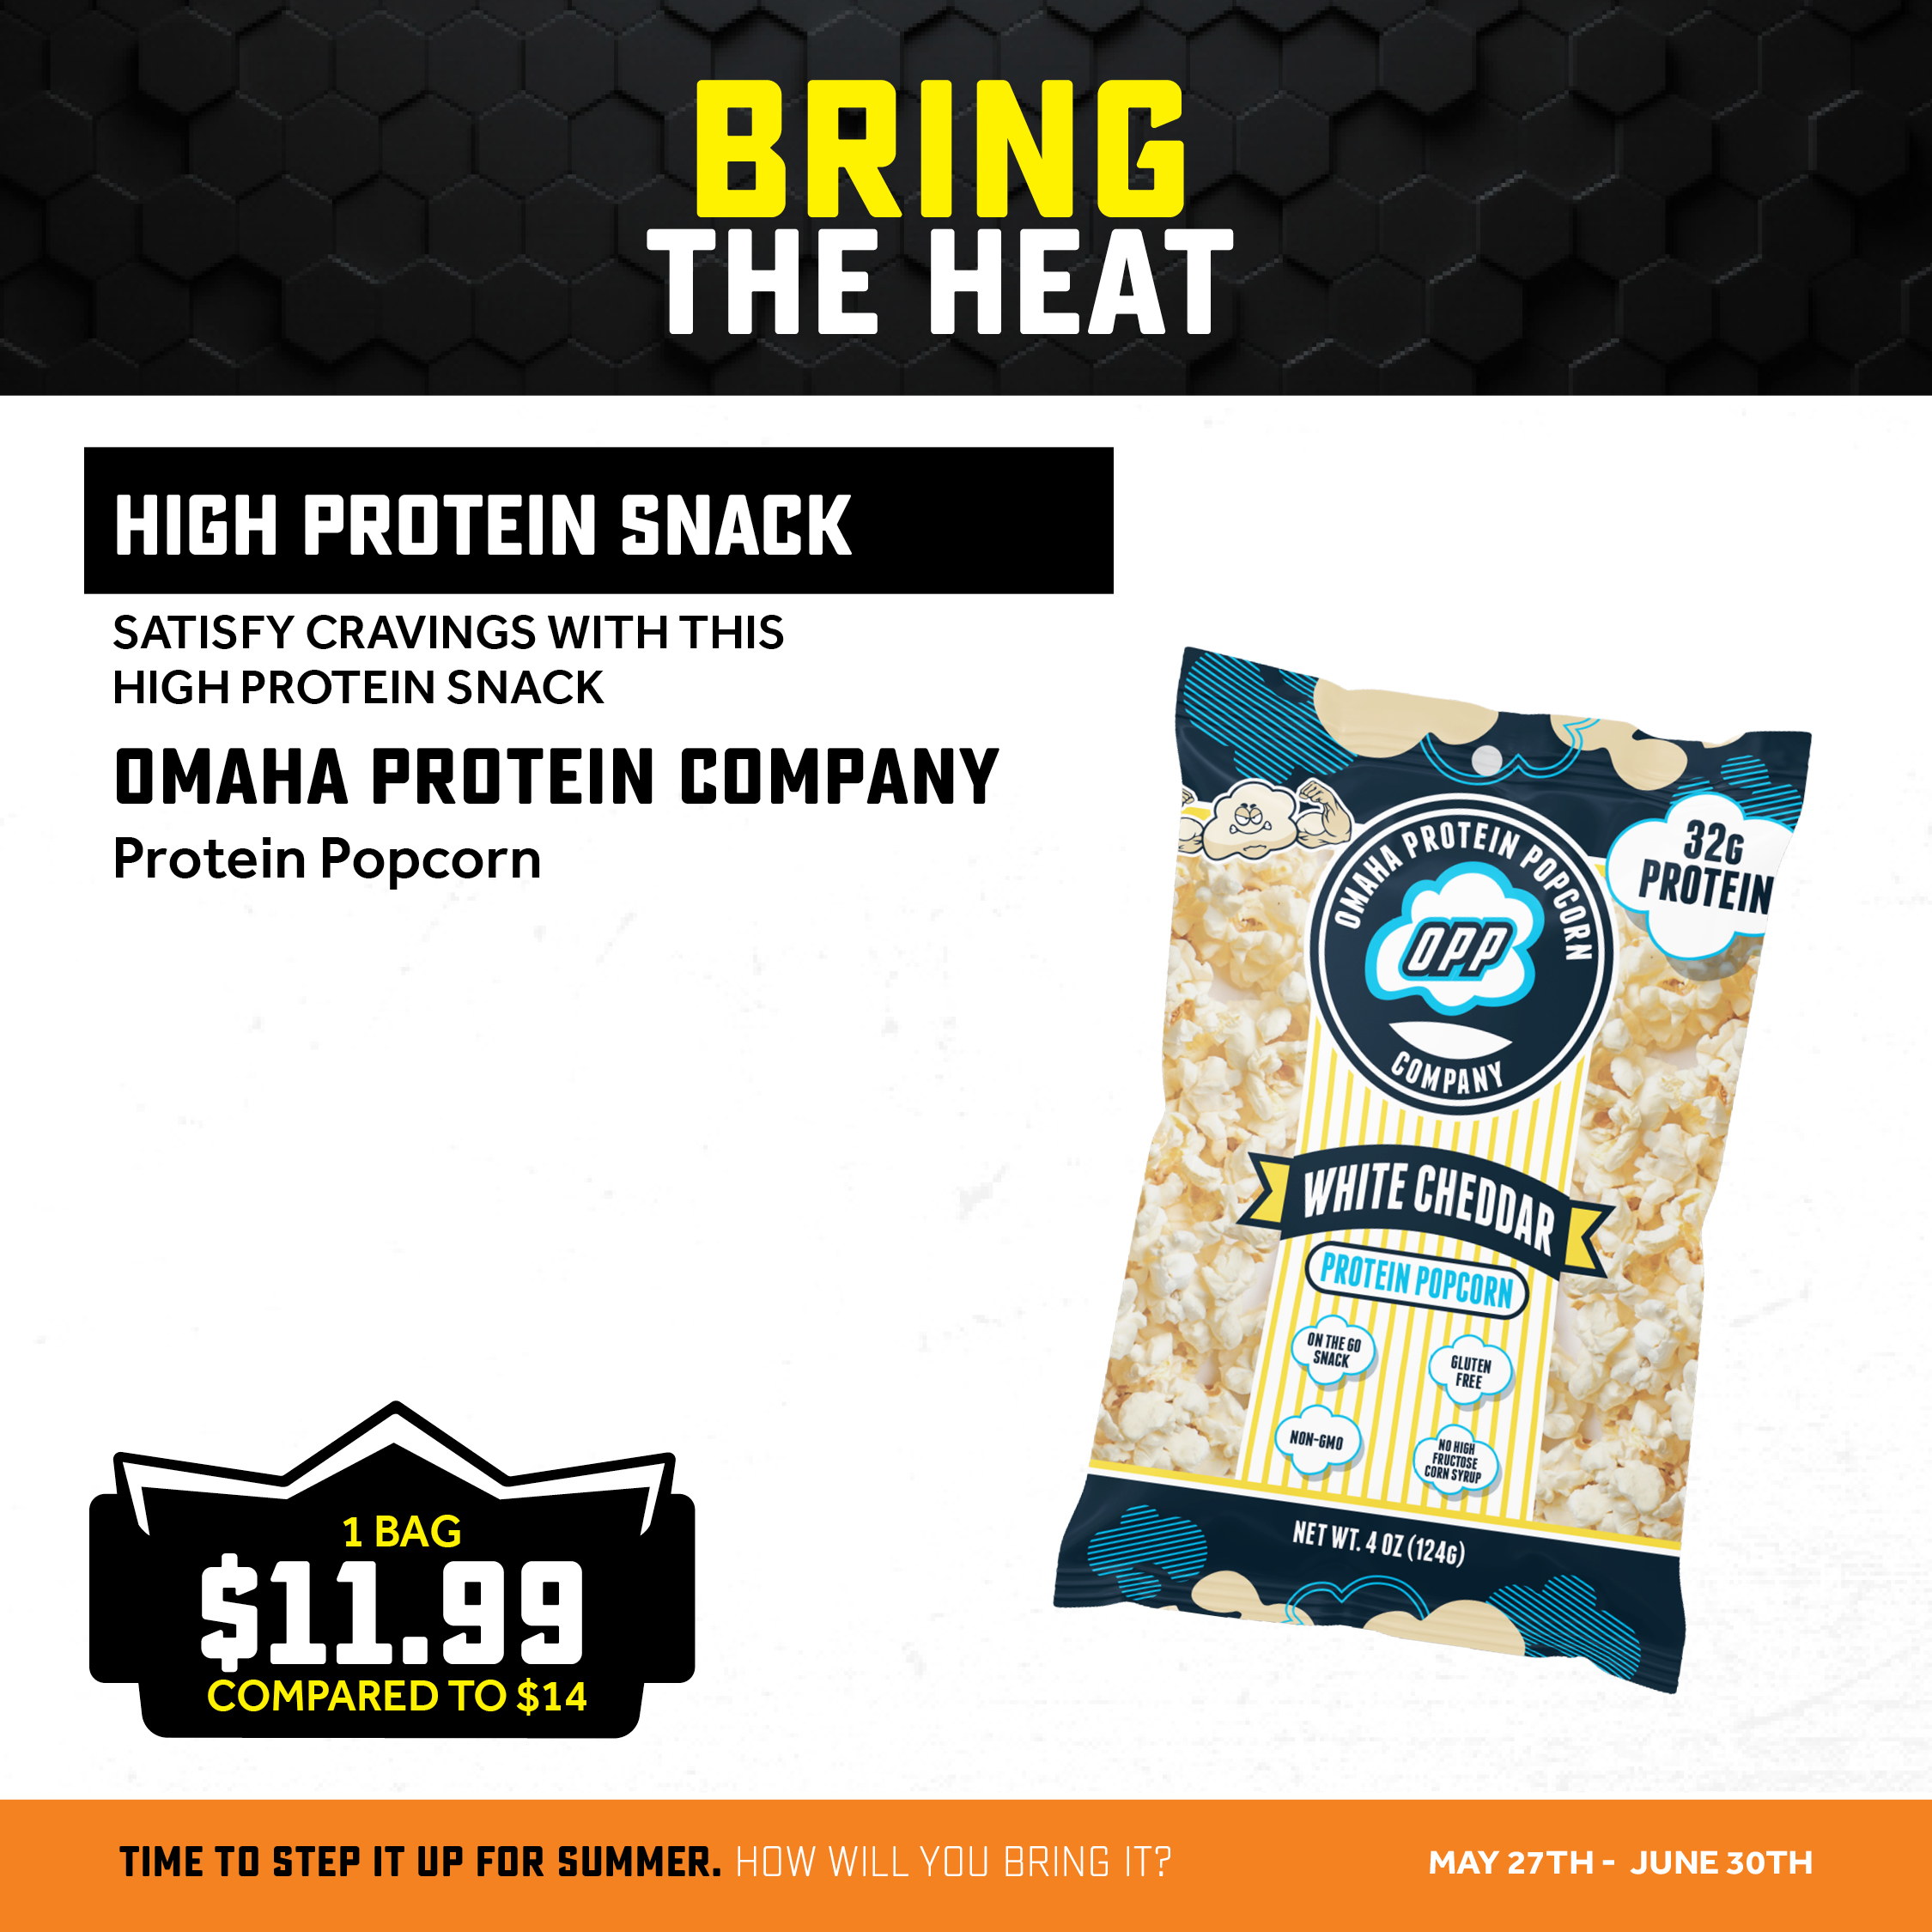 BRING
THE HEAT
HIGH PROTEIN SNACK
SATISFY CRAVINGS WITH THIS
HIGH PROTEIN SNACK
OMAHA PROTEIN COMPANY
Protein Popcorn
32G
PROTEIN
OMAHA PROTEIN POPCORN
OPP
COMPANY
WHITE CHEDDAR
PROTEIN POPCORN
ON THE GO
SNACK
GLUTEN
FREE
NON-GMO
NO HIGH
FRUCTOSE
CORN SYRUP
NET WT. 4 OZ (124G)
1 BAG
$11.99
COMPARED TO $14
TIME TO STEP IT UP FOR SUMMER. HOW WILL YOU BRING IT?
MAY 27TH - JUNE 30TH